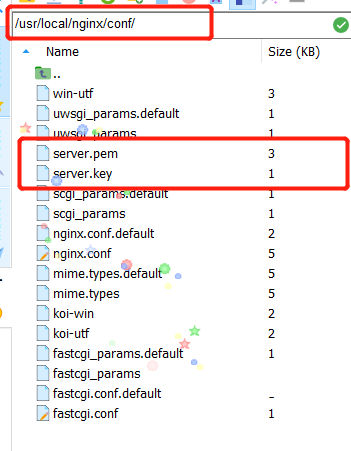 /usr/local/nginx/conf/
Name Size (KB)
..
win-utf 3
uwsgi_params.default 1
uwsgi_params 1
server.pem 3
server.key 1
scgi_params.default 1
scgi_params 1
nginx.conf.default 2
nginx.conf 5
mime.types.default 5
mime.types 5
koi-win 2
koi-utf 2
fastcgi_params.default 1
fastcgi_params
fastcgi.conf.default
fastcgi.conf 1